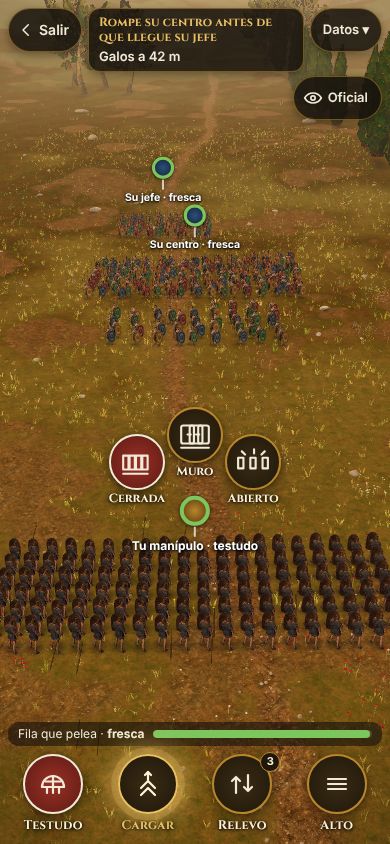 Salir
ROMPE SU CENTRO ANTES DE
QUE LLEGUE SU JEFE
Galos a 42 m
Datos ▾
Oficial
Su jefe · fresca
Su centro · fresca
MURO
CERRADA
ABIERTO
Tu manípulo · testudo
Fila que pelea · fresca
3
TESTUDO
CARGAR
RELEVO
ALTO